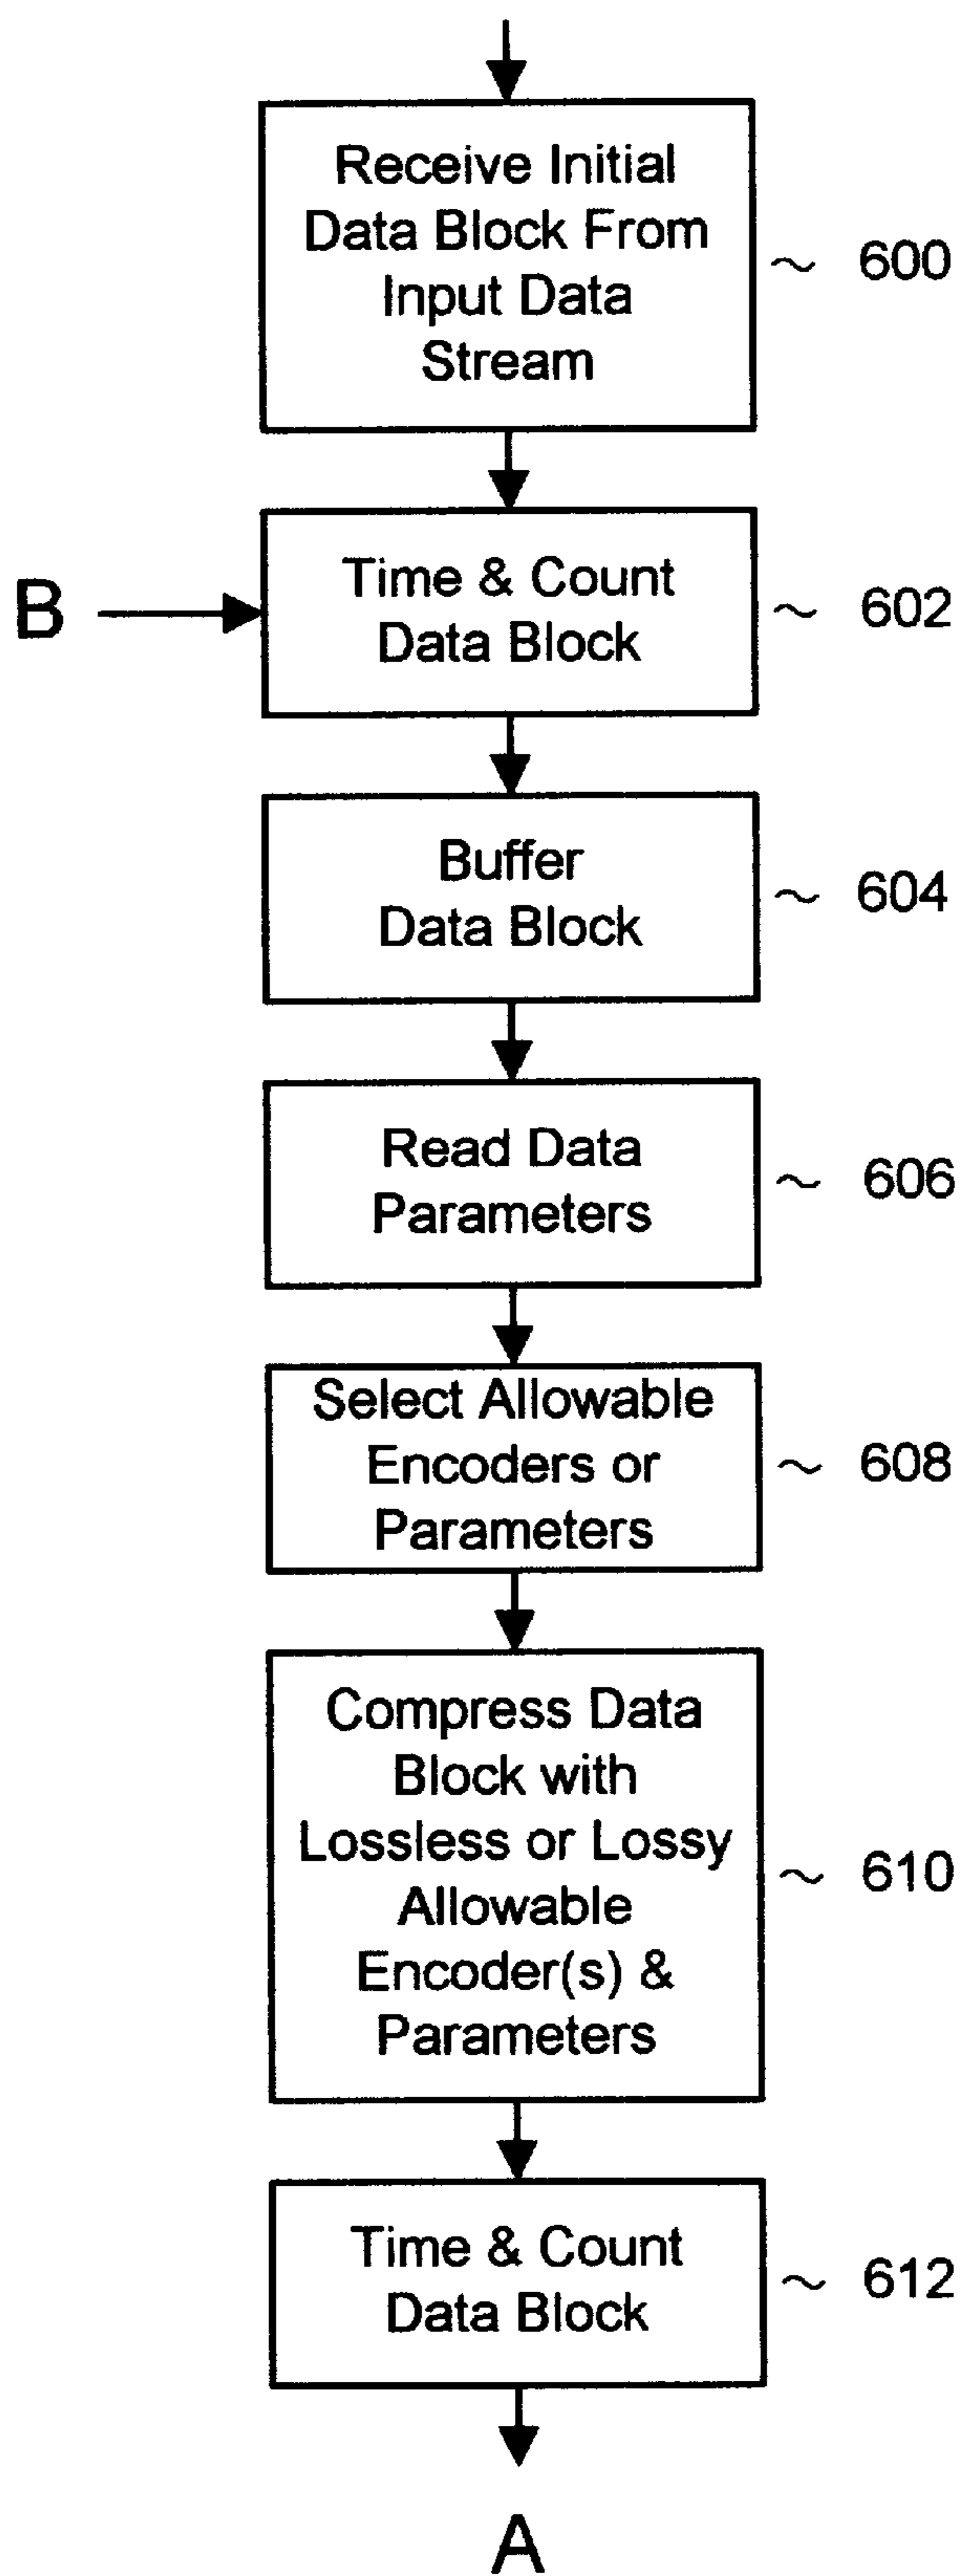 Receive Initial
Data Block From
Input Data
Stream
~ 600
B
Time & Count
Data Block
~ 602
Buffer
Data Block
~ 604
Read Data
Parameters
~ 606
Select Allowable
Encoders or
Parameters
~ 608
Compress Data
Block with
Lossless or Lossy
Allowable
Encoder(s) &
Parameters
~ 610
Time & Count
Data Block
~ 612
A